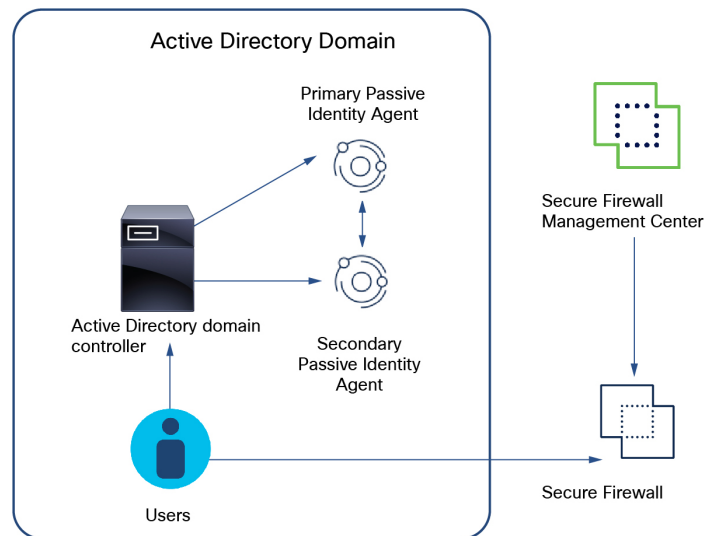 Active Directory Domain
Primary Passive
Identity Agent
Secure Firewall
Management Center
Active Directory domain
controller
Secondary
Passive Identity
Agent
Users
Secure Firewall